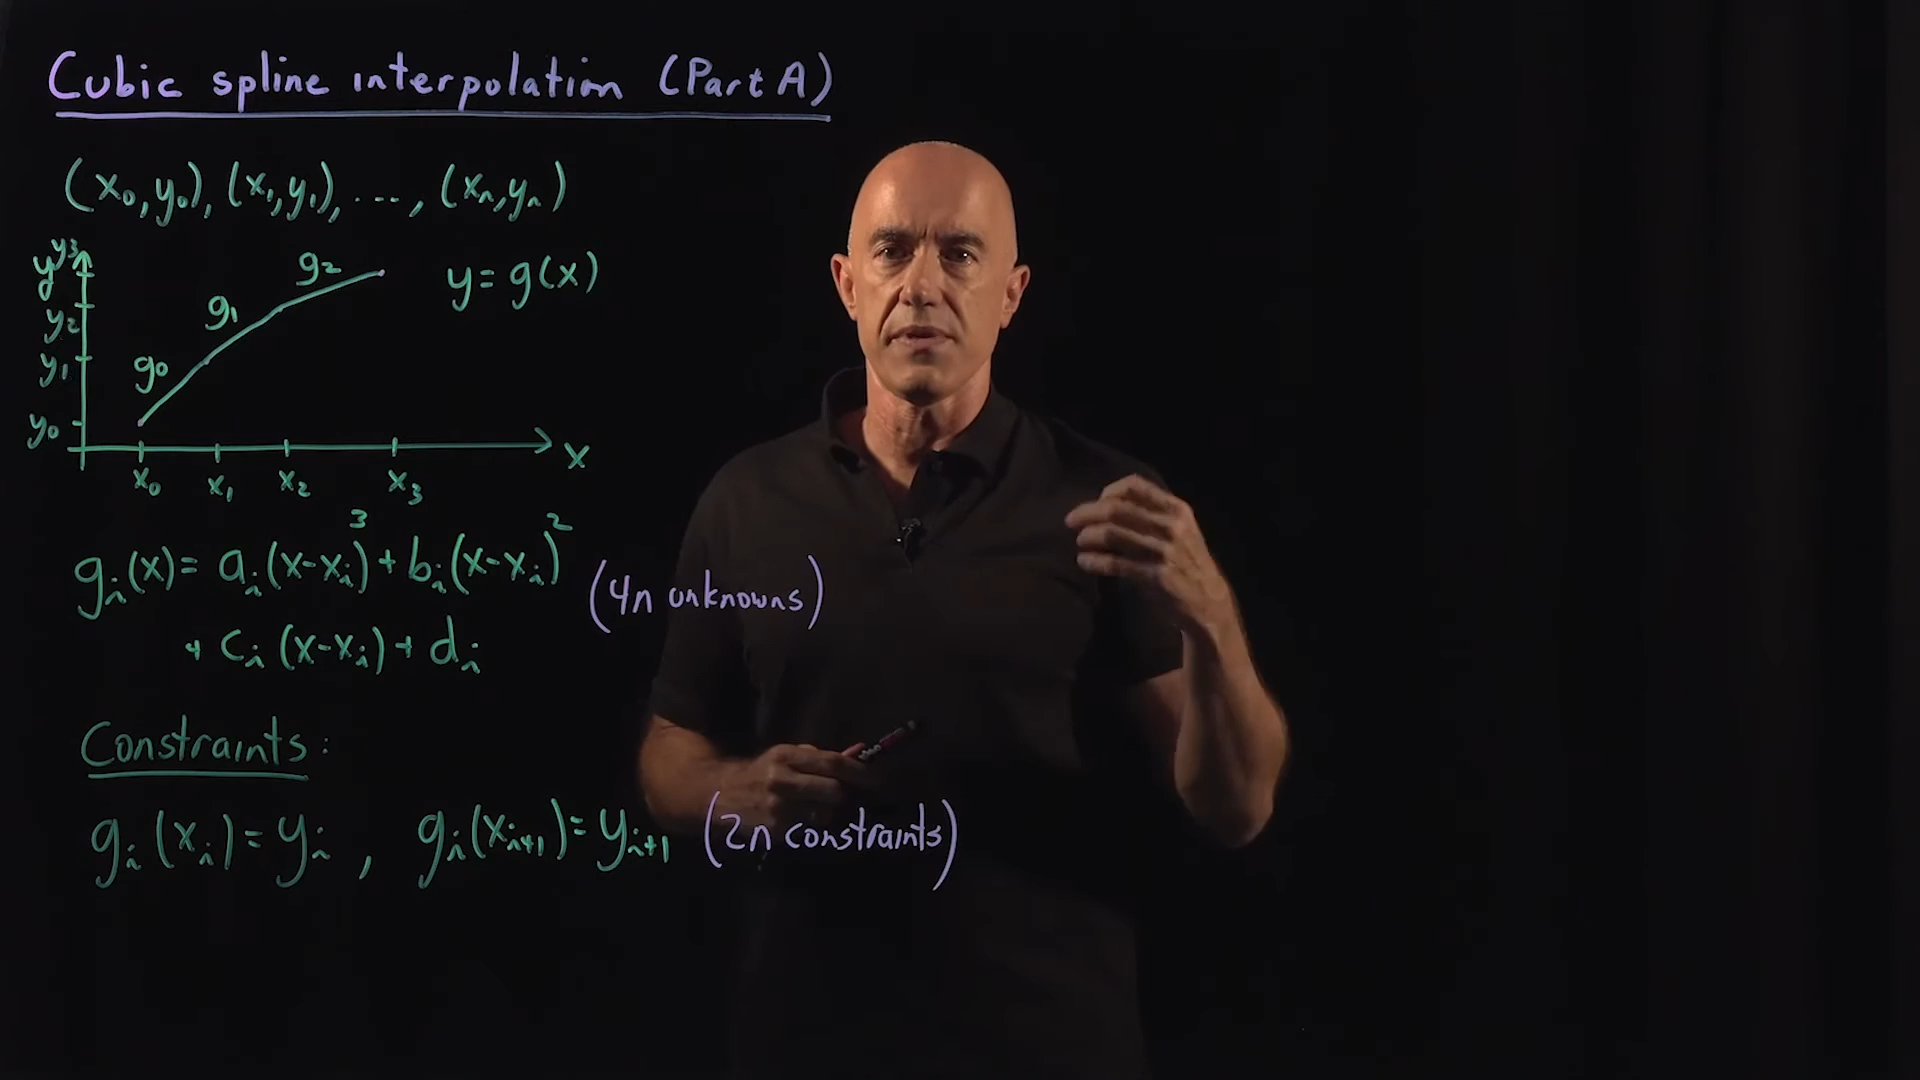 Cubic spline interpolation (Part A)
(x₀,y₀), (x₁,y₁), ...., (xₙ,yₙ)
y
y₃
y₂
y₁
y₀
g₀
g₁
g₂
y = g(x)
x₀ x₁ x₂ x₃
x
gᵢ(x) = aᵢ(x-xᵢ)³ + bᵢ(x-xᵢ)²
+ cᵢ(x-xᵢ) + dᵢ
(4n unknowns)
Constraints:
gᵢ(xᵢ) = yᵢ , gᵢ(xᵢ₊₁) = yᵢ₊₁ (2n constraints)